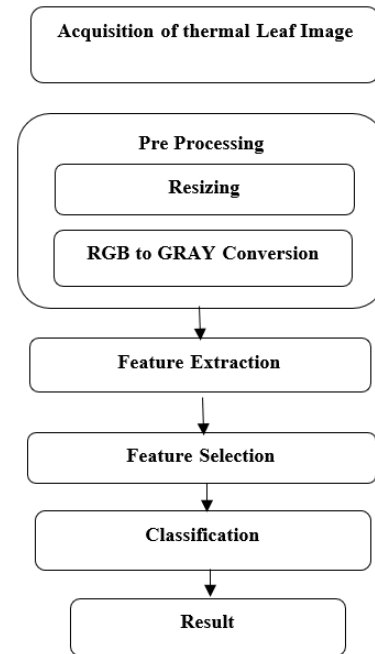 Acquisition of thermal Leaf Image
Pre Processing
Resizing
RGB to GRAY Conversion
Feature Extraction
Feature Selection
Classification
Result